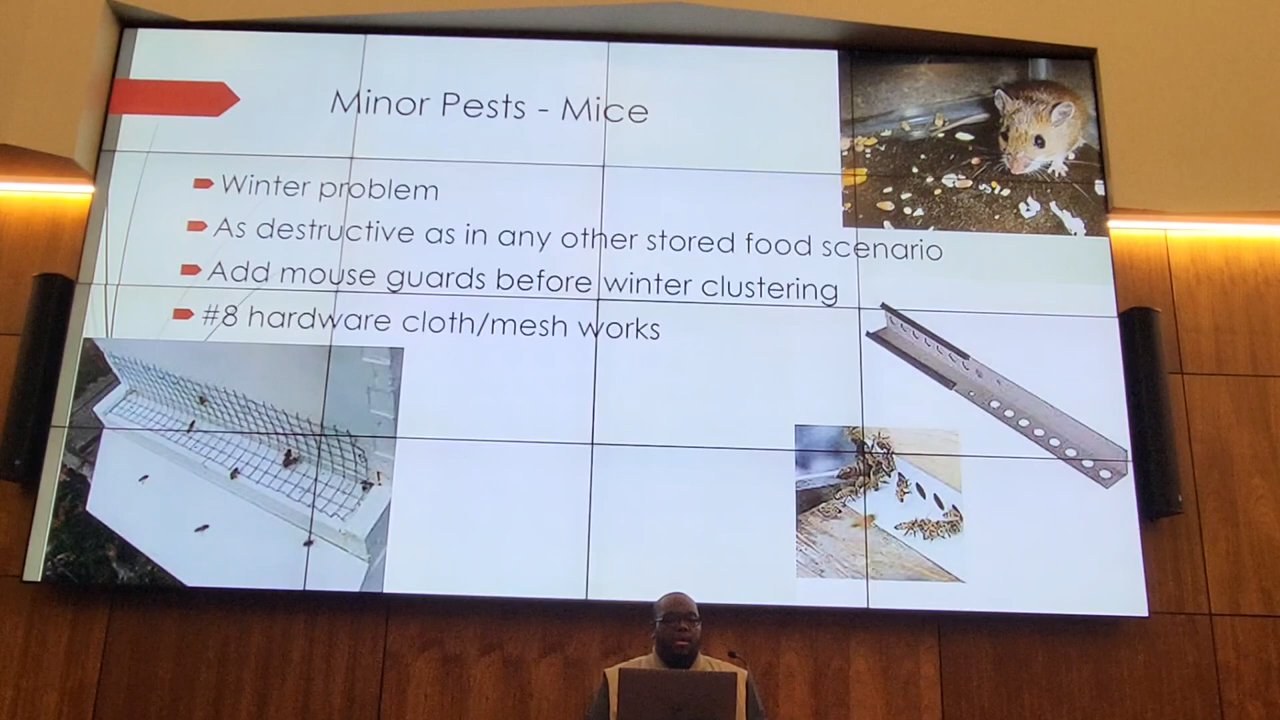 Minor Pests - Mice
Winter problem
As destructive as in any other stored food scenario
Add mouse guards before winter clustering
#8 hardware cloth/mesh works